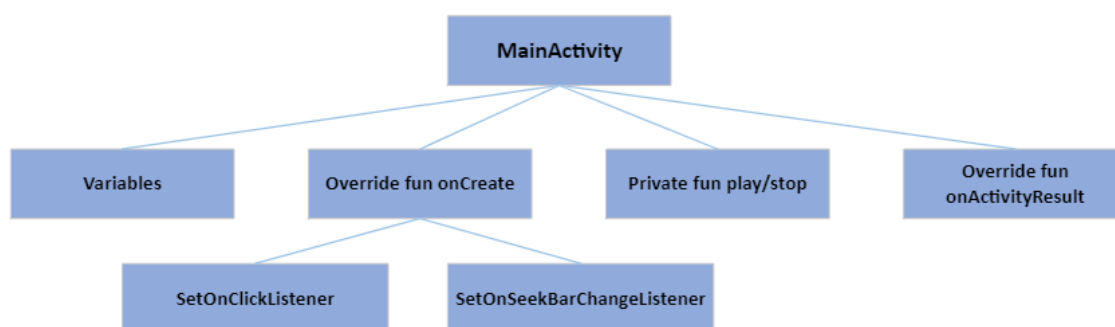 MainActivity
Variables
Override fun onCreate
Private fun play/stop
Override fun
onActivityResult
SetOnClickListener
SetOnSeekBarChangeListener